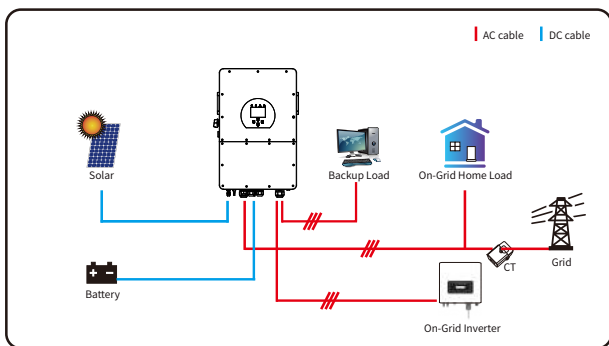 AC cable
DC cable
Solar
Backup Load
On-Grid Home Load
CT
Grid
Battery
On-Grid Inverter